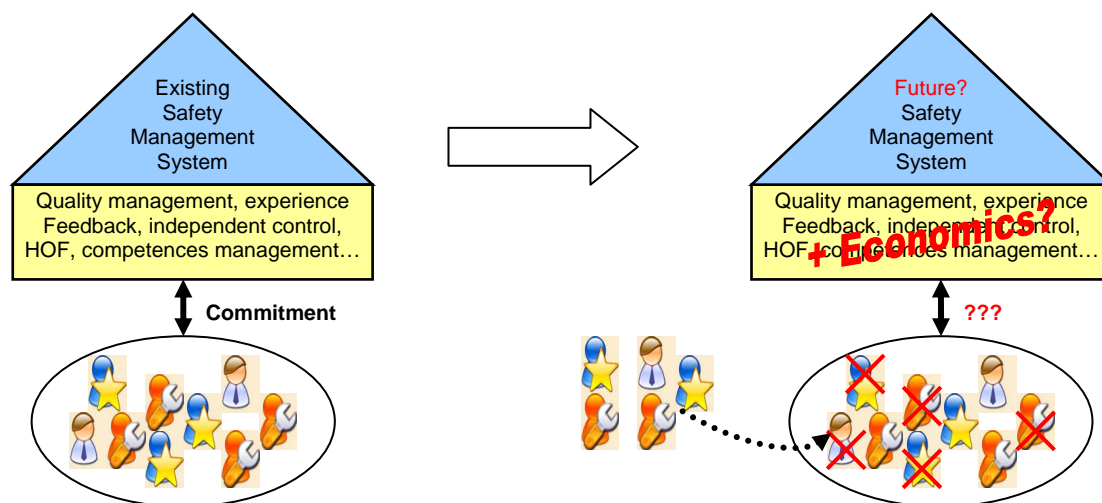 Existing
Safety
Management
System
Quality management, experience
Feedback, independent control,
HOF, competences management…
Commitment
Future?
Safety
Management
System
Quality management, experience
Feedback, independent control,
HOF, competences management…
+ Economics?
???